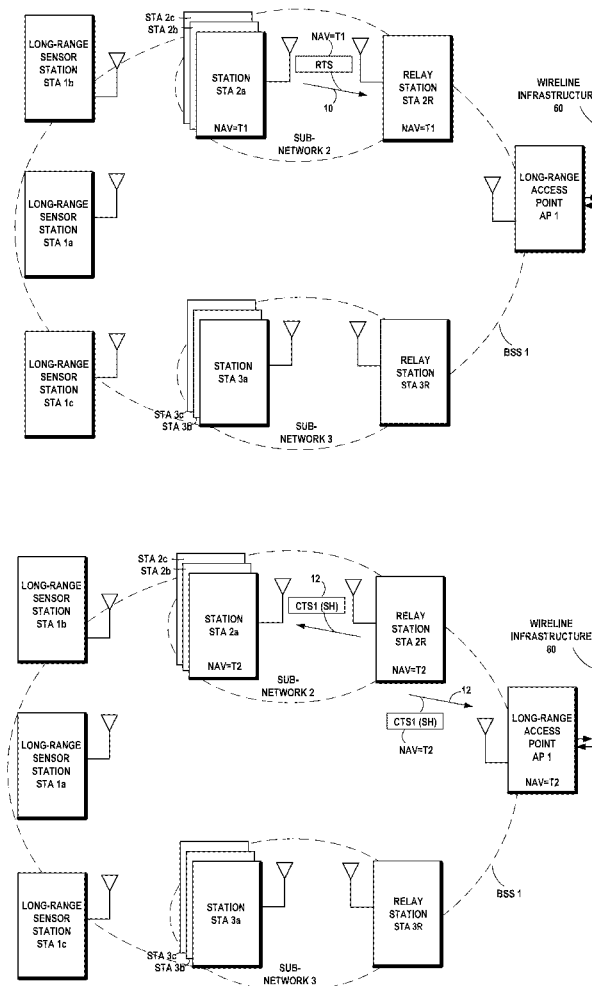 STA 2c
STA 2b
LONG-RANGE
SENSOR
STATION
STA 1b
STATION
STA 2a
NAV=T1
NAV=T1
RTS
10
RELAY
STATION
STA 2R
NAV=T1
SUB-
NETWORK 2
WIRELINE
INFRASTRUCTURE
60
LONG-RANGE
SENSOR
STATION
STA 1a
LONG-RANGE
ACCESS
POINT
AP 1
LONG-RANGE
SENSOR
STATION
STA 1c
STATION
STA 3a
RELAY
STATION
STA 3R
BSS 1
STA 3c
STA 3b
SUB-
NETWORK 3
STA 2c
STA 2b
LONG-RANGE
SENSOR
STATION
STA 1b
STATION
STA 2a
NAV=T2
12
CTS1 (SH)
RELAY
STATION
STA 2R
NAV=T2
SUB-
NETWORK 2
WIRELINE
INFRASTRUCTURE
60
12
CTS1 (SH)
NAV=T2
LONG-RANGE
SENSOR
STATION
STA 1a
LONG-RANGE
ACCESS
POINT
AP 1
NAV=T2
LONG-RANGE
SENSOR
STATION
STA 1c
STATION
STA 3a
RELAY
STATION
STA 3R
BSS 1
STA 3c
STA 3b
SUB-
NETWORK 3